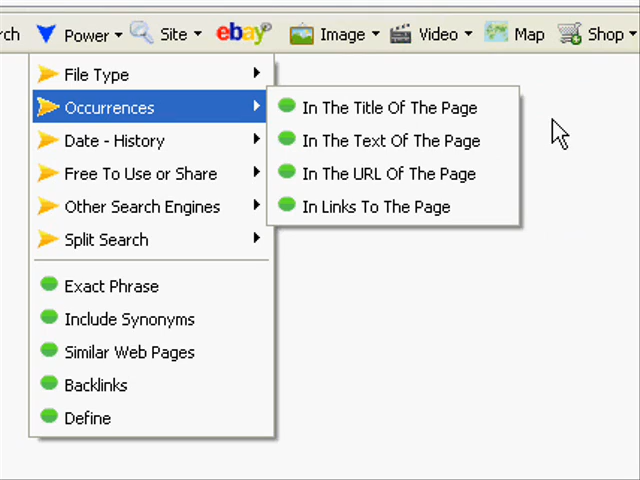 rch Power Site ebay Image Video Map Shop
File Type
Occurrences
Date - History
Free To Use or Share
Other Search Engines
Split Search
Exact Phrase
Include Synonyms
Similar Web Pages
Backlinks
Define
In The Title Of The Page
In The Text Of The Page
In The URL Of The Page
In Links To The Page